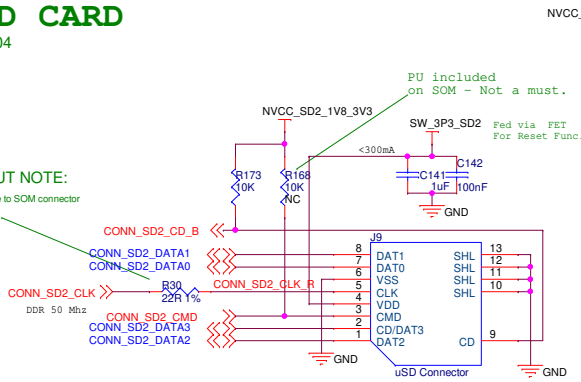 D CARD
NVCC_
04
PU included
on SOM - Not a must.
NVCC_SD2_1V8_3V3
SW_3P3_SD2
Fed via FET
For Reset Func.
<300mA
R173
10K
R168
10K
NC
C141
1uF
C142
100nF
GND
UT NOTE:
e to SOM connector
CONN_SD2_CD_B
J9
CONN_SD2_DATA1
8
DAT1
SHL
13
CONN_SD2_DATA0
7
DAT0
SHL
12
6
VSS
SHL
11
R30
22R 1%
CONN_SD2_CLK
CONN_SD2_CLK_R
5
CLK
SHL
10
DDR 50 Mhz
4
VDD
CONN_SD2_CMD
3
CMD
CONN_SD2_DATA3
2
CD/DAT3
CONN_SD2_DATA2
1
DAT2
CD
9
GND
uSD Connector
GND